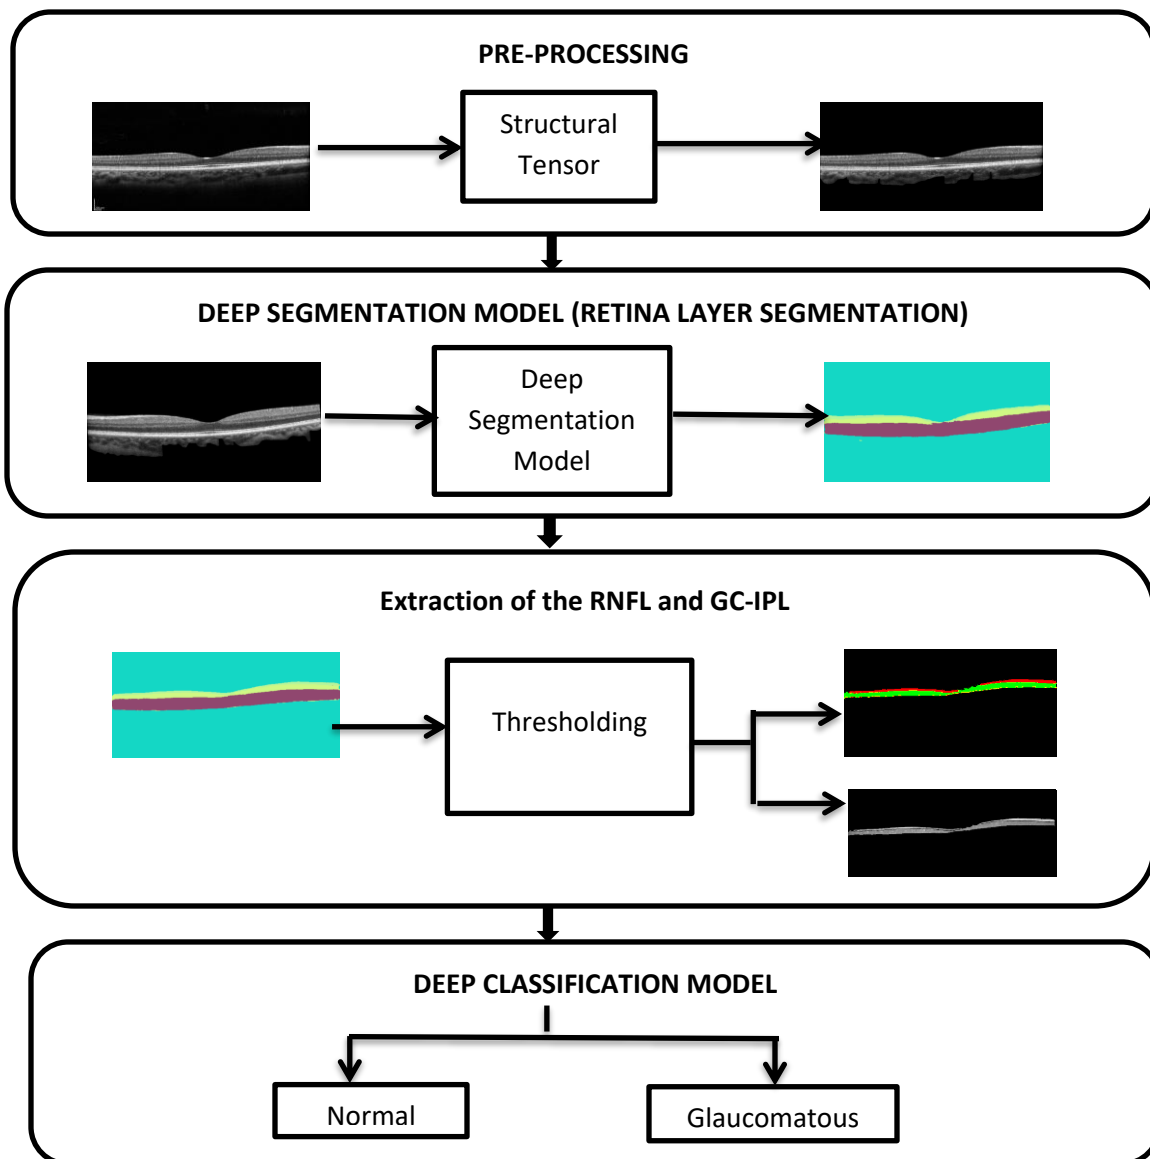 PRE-PROCESSING
Structural
Tensor
DEEP SEGMENTATION MODEL (RETINA LAYER SEGMENTATION)
Deep
Segmentation
Model
Extraction of the RNFL and GC-IPL
Thresholding
DEEP CLASSIFICATION MODEL
Normal
Glaucomatous